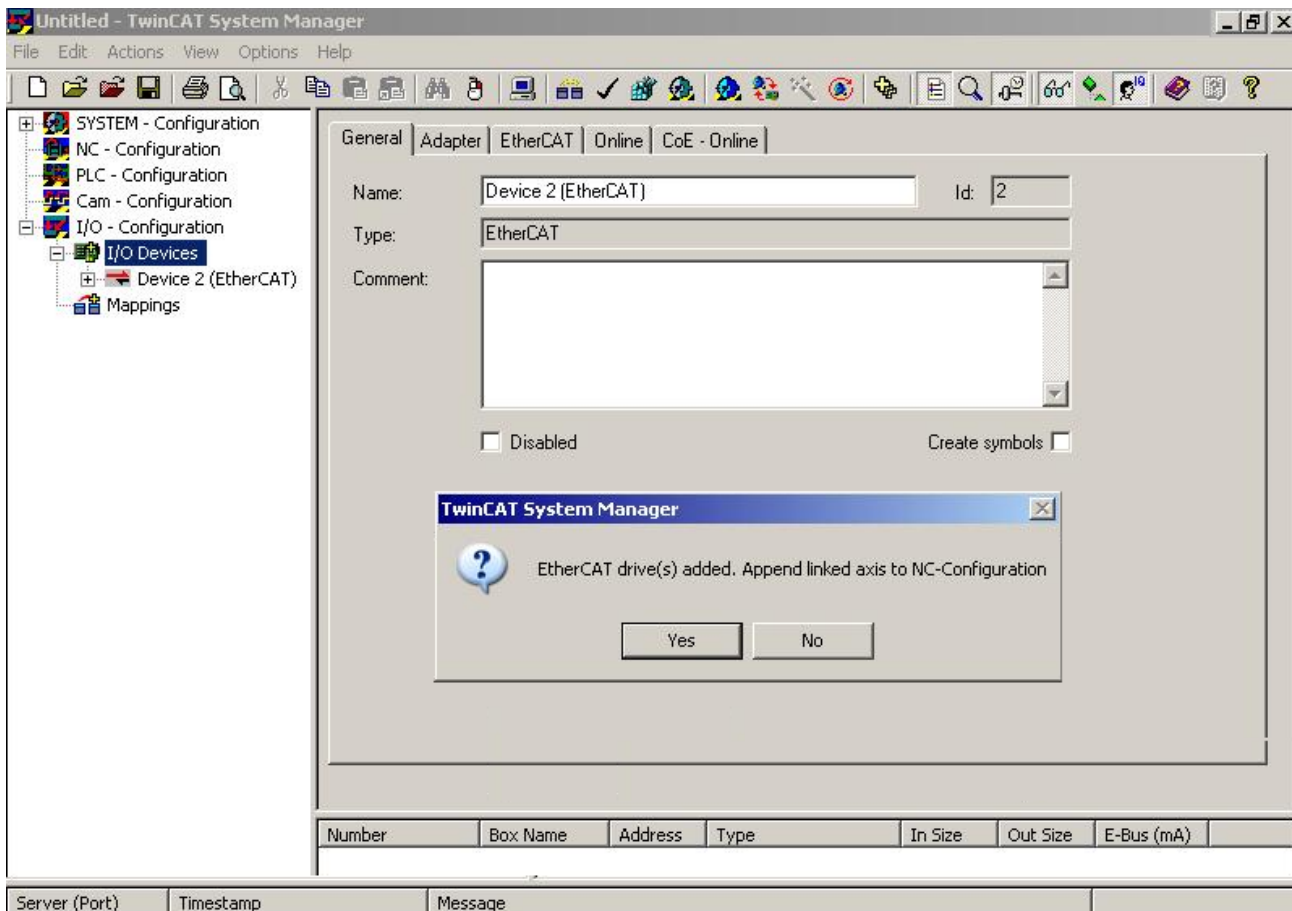 Untitled - TwinCAT System Manager
File Edit Actions View Options Help
SYSTEM - Configuration
NC - Configuration
PLC - Configuration
Cam - Configuration
I/O - Configuration
I/O Devices
Device 2 (EtherCAT)
Mappings
General Adapter EtherCAT Online CoE - Online
Name: Device 2 (EtherCAT) Id: 2
Type: EtherCAT
Comment:
Disabled Create symbols
TwinCAT System Manager
EtherCAT drive(s) added. Append linked axis to NC-Configuration
Yes No
Number Box Name Address Type In Size Out Size E-Bus (mA)
Server (Port) Timestamp Message